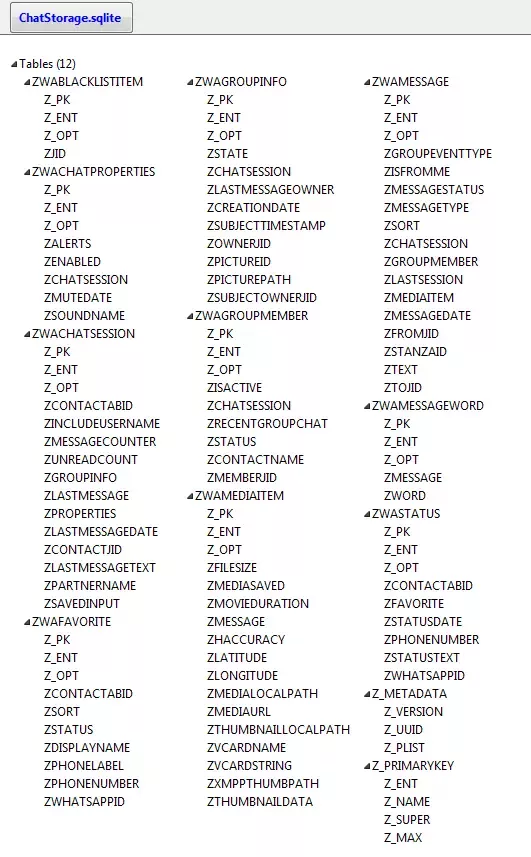 ChatStorage.sqlite
Tables (12)
ZWABLACKLISTITEM
Z_PK
Z_ENT
Z_OPT
ZJID
ZWACHATPROPERTIES
Z_PK
Z_ENT
Z_OPT
ZALERTS
ZENABLED
ZCHATSESSION
ZMUTEDATE
ZSOUNDNAME
ZWACHATSESSION
Z_PK
Z_ENT
Z_OPT
ZCONTACTABID
ZINCLUDEUSERNAME
ZMESSAGECOUNTER
ZUNREADCOUNT
ZGROUPINFO
ZLASTMESSAGE
ZPROPERTIES
ZLASTMESSAGEDATE
ZCONTACTJID
ZLASTMESSAGETEXT
ZPARTNERNAME
ZSAVEDINPUT
ZWAFAVORITE
Z_PK
Z_ENT
Z_OPT
ZCONTACTABID
ZSORT
ZSTATUS
ZDISPLAYNAME
ZPHONELABEL
ZPHONENUMBER
ZWHATSAPPID
ZWAGROUPINFO
Z_PK
Z_ENT
Z_OPT
ZSTATE
ZCHATSESSION
ZLASTMESSAGEOWNER
ZCREATIONDATE
ZSUBJECTTIMESTAMP
ZOWNERJID
ZPICTUREID
ZPICTUREPATH
ZSUBJECTOWNERJID
ZWAGROUPMEMBER
Z_PK
Z_ENT
Z_OPT
ZISACTIVE
ZCHATSESSION
ZRECENTGROUPCHAT
ZSTATUS
ZCONTACTNAME
ZMEMBERJID
ZWAMEDIAITEM
Z_PK
Z_ENT
Z_OPT
ZFILESIZE
ZMEDIASAVED
ZMOVIEDURATION
ZMESSAGE
ZHACCURACY
ZLATITUDE
ZLONGITUDE
ZMEDIALOCALPATH
ZMEDIAURL
ZTHUMBNAILLOCALPATH
ZVCARDNAME
ZVCARDSTRING
ZXMPPTHUMBPATH
ZTHUMBNAILDATA
ZWAMESSAGE
Z_PK
Z_ENT
Z_OPT
ZGROUPEVENTTYPE
ZISFROMME
ZMESSAGESTATUS
ZMESSAGETYPE
ZSORT
ZCHATSESSION
ZGROUPMEMBER
ZLASTSESSION
ZMEDIAITEM
ZMESSAGEDATE
ZFROMJID
ZSTANZAID
ZTEXT
ZTOJID
ZWAMESSAGEWORD
Z_PK
Z_ENT
Z_OPT
ZMESSAGE
ZWORD
ZWASTATUS
Z_PK
Z_ENT
Z_OPT
ZCONTACTABID
ZFAVORITE
ZSTATUSDATE
ZPHONENUMBER
ZSTATUSTEXT
ZWHATSAPPID
Z_METADATA
Z_VERSION
Z_UUID
Z_PLIST
Z_PRIMARYKEY
Z_ENT
Z_NAME
Z_SUPER
Z_MAX